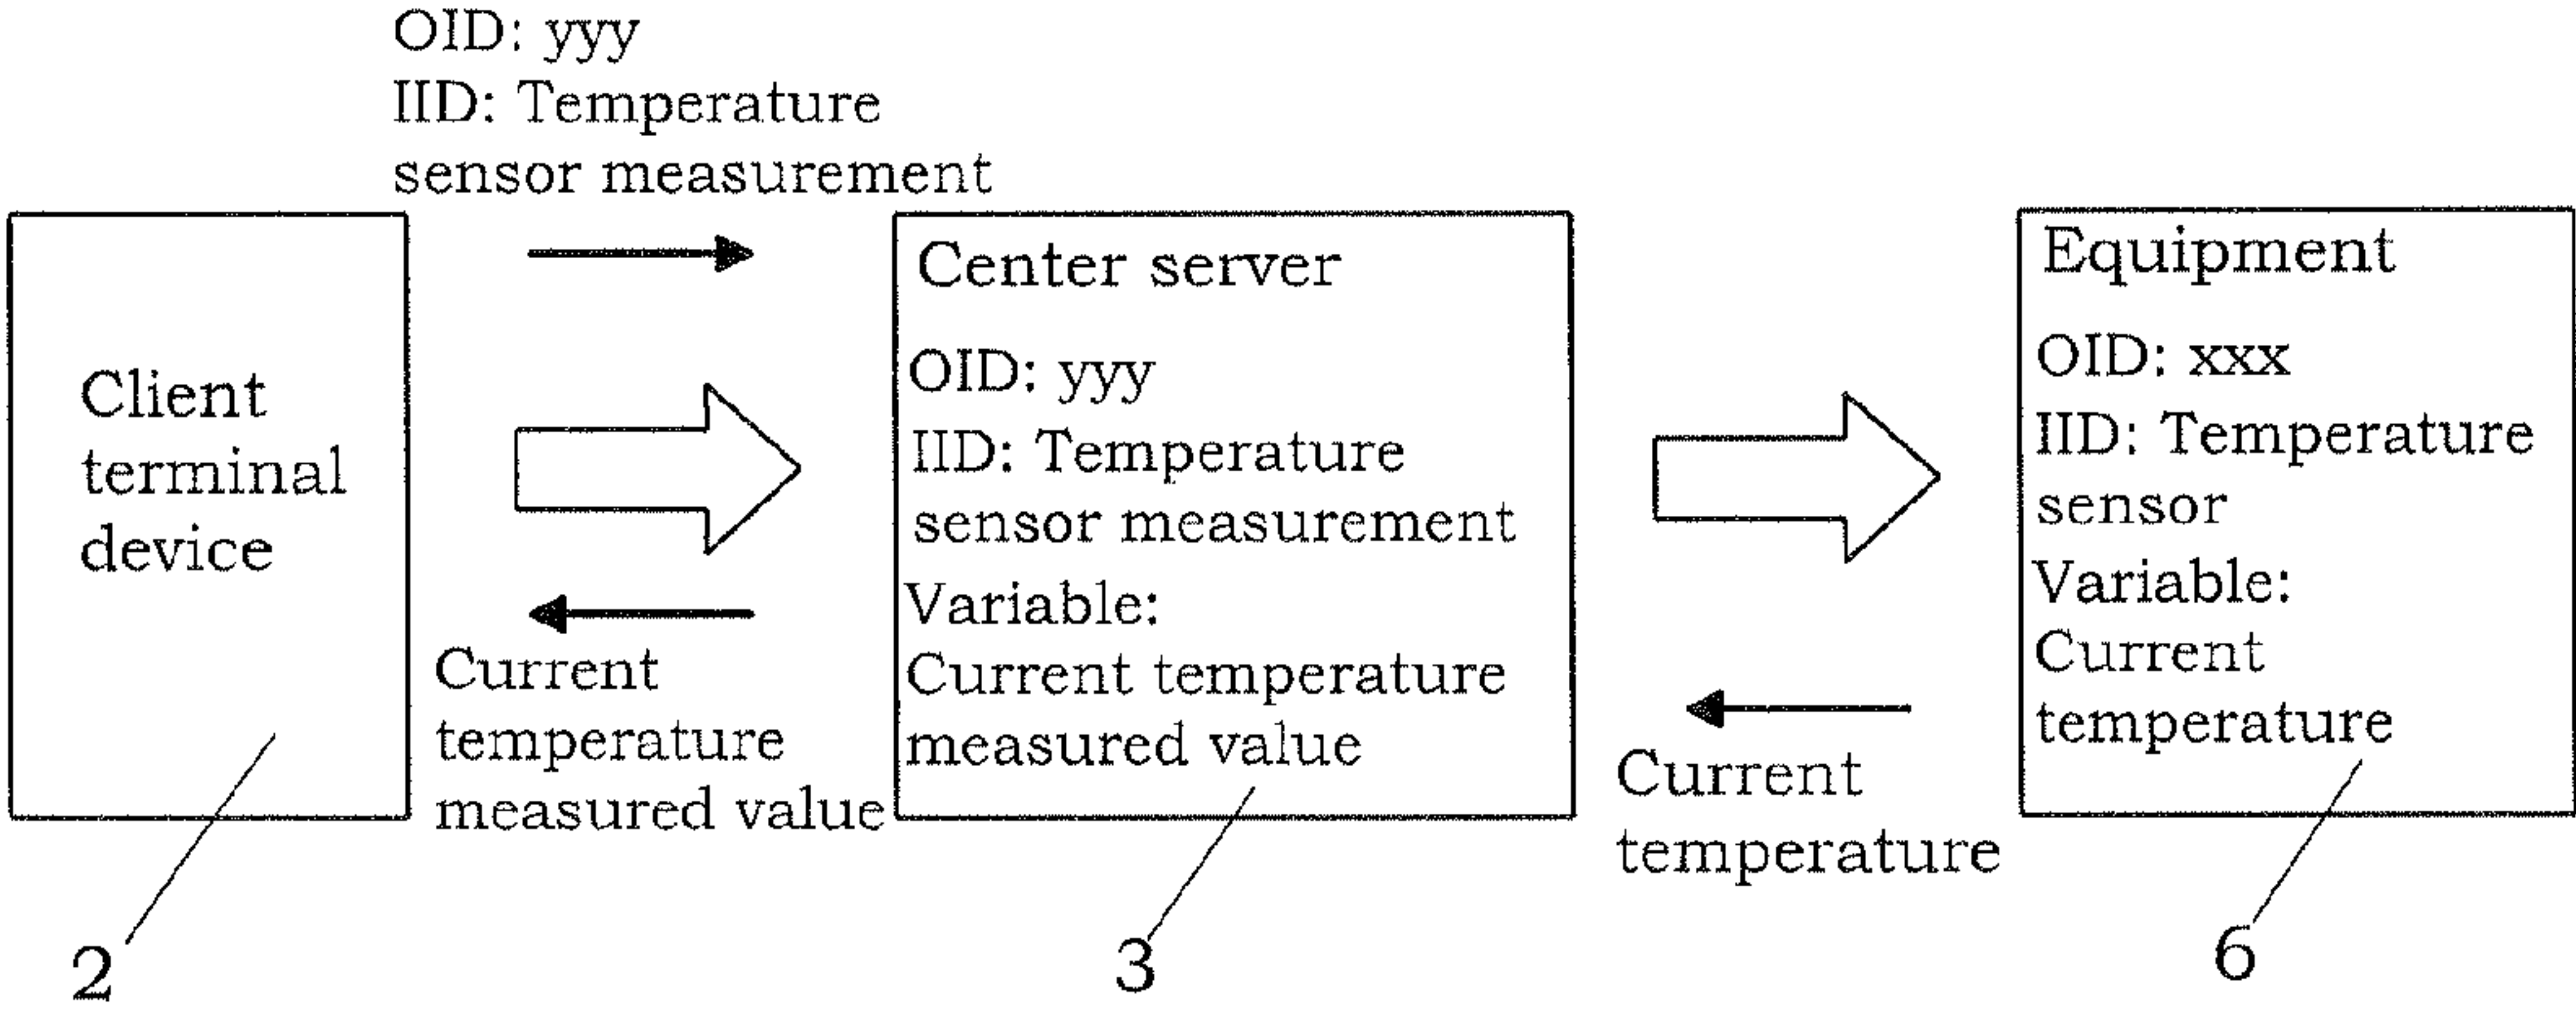 OID: yyy
IID: Temperature
sensor measurement
Client
terminal
device
Current
temperature
measured value
Center server
OID: yyy
IID: Temperature
sensor measurement
Variable:
Current temperature
measured value
Current
temperature
Equipment
OID: xxx
IID: Temperature
sensor
Variable:
Current
temperature
2
3
6